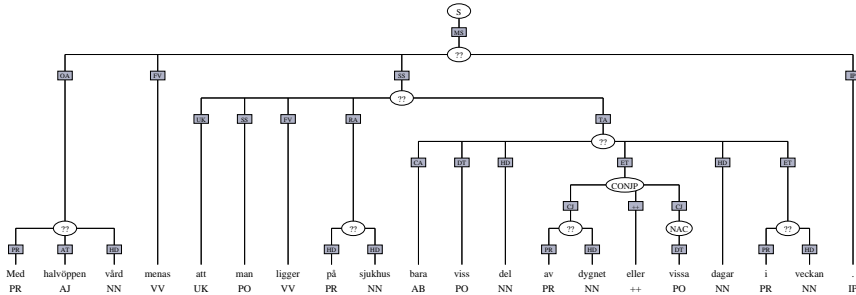 S
MS
??
OA FV SS IP
??
UK SS FV RA TA
??
CA DT HD ET HD ET
CONJP
CJ ++ CJ
?? ?? ?? NAC ??
PR AT HD HD HD PR HD DT PR HD
Med halvöppen vård menas att man ligger på sjukhus bara viss del av dygnet eller vissa dagar i veckan .
PR AJ NN VV UK PO VV PR NN AB PO NN PR NN ++ PO NN PR NN IP